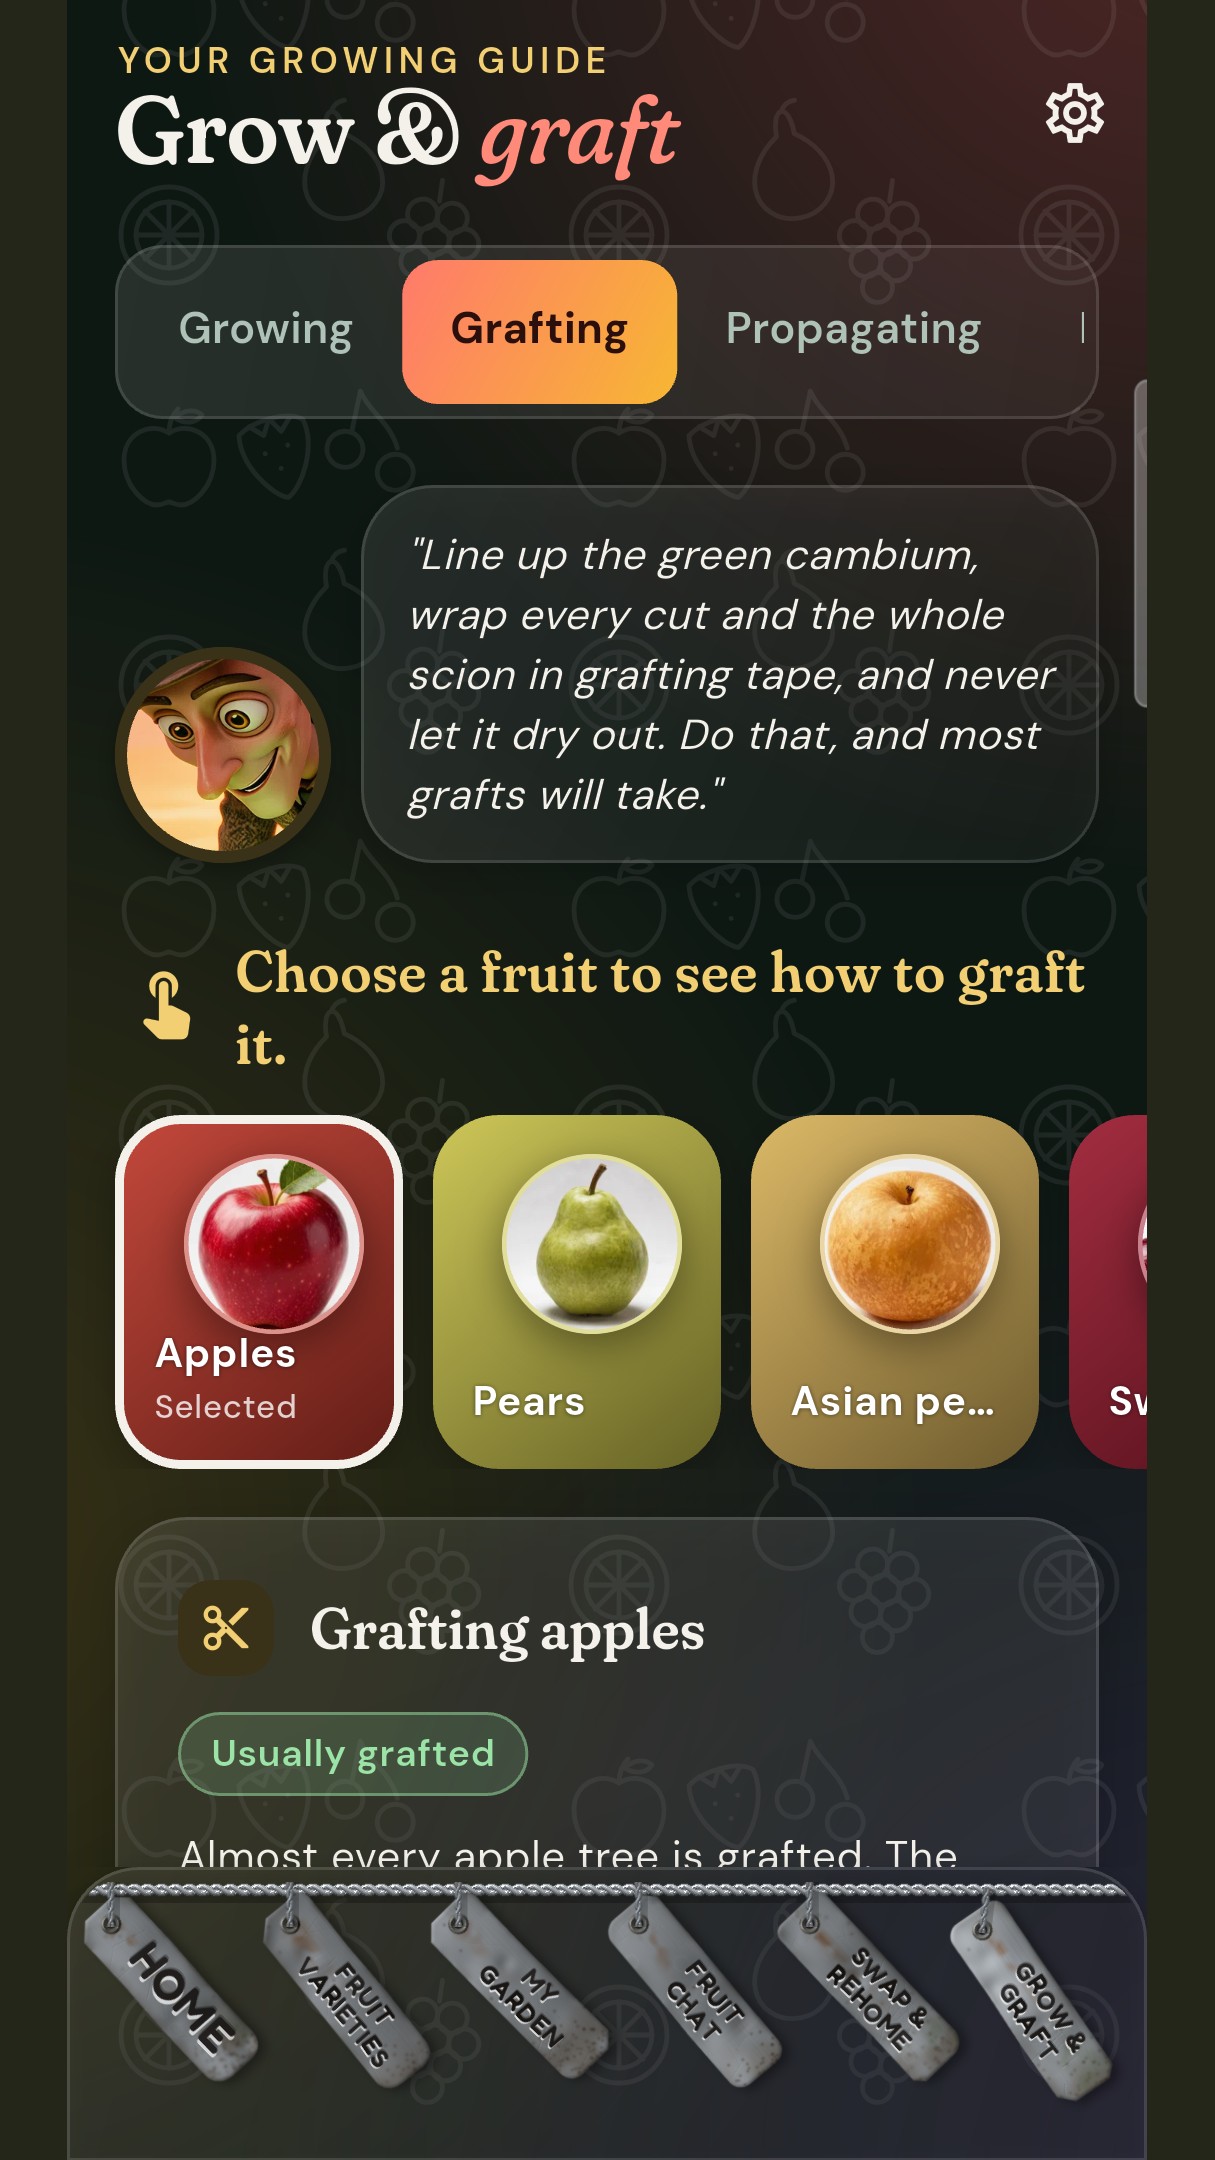 YOUR GROWING GUIDE
Grow & graft
Growing
Grafting
Propagating
"Line up the green cambium,
wrap every cut and the whole
scion in grafting tape, and never
let it dry out. Do that, and most
grafts will take."
Choose a fruit to see how to graft
it.
Apples
Selected
Pears
Asian pe...
Sw
Grafting apples
Usually grafted
Almost every apple tree is grafted. The
HOME
FRUIT
VARIETIES
MY
GARDEN
FRUIT
CHAT
SWAP &
REHOME
GROW &
GRAFT